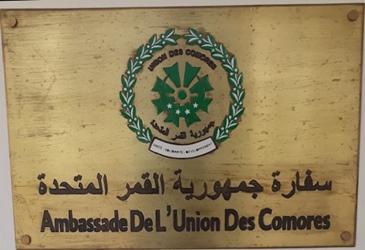 UNION DES COMORES
جمهورية القمر المتحدة
سفارة جمهورية القمر المتحدة
Ambassade De L'Union Des Comores